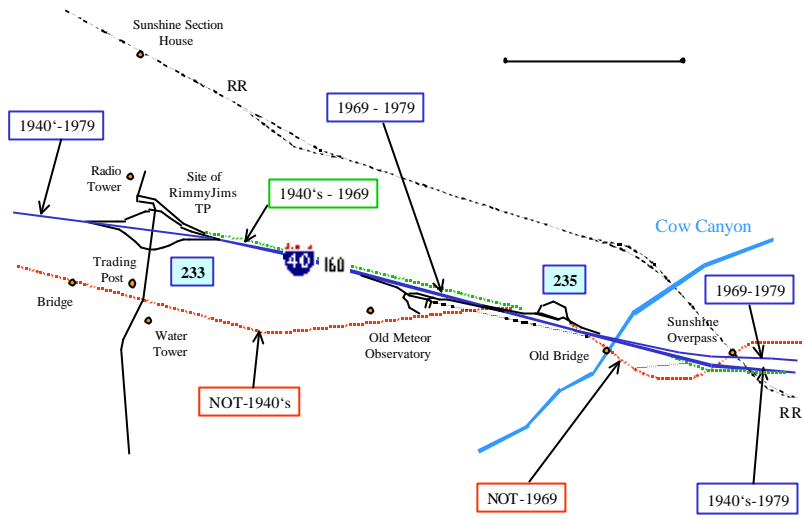 Sunshine Section
House
RR
1969 - 1979
1940‘-1979
Radio
Tower
Site of
RimmyJims
TP
1940‘s - 1969
Cow Canyon
40
160
Trading
Post
233
235
Bridge
1969-1979
Water
Tower
Old Meteor
Observatory
Old Bridge
Sunshine
Overpass
NOT-1940‘s
RR
NOT-1969
1940‘s-1979